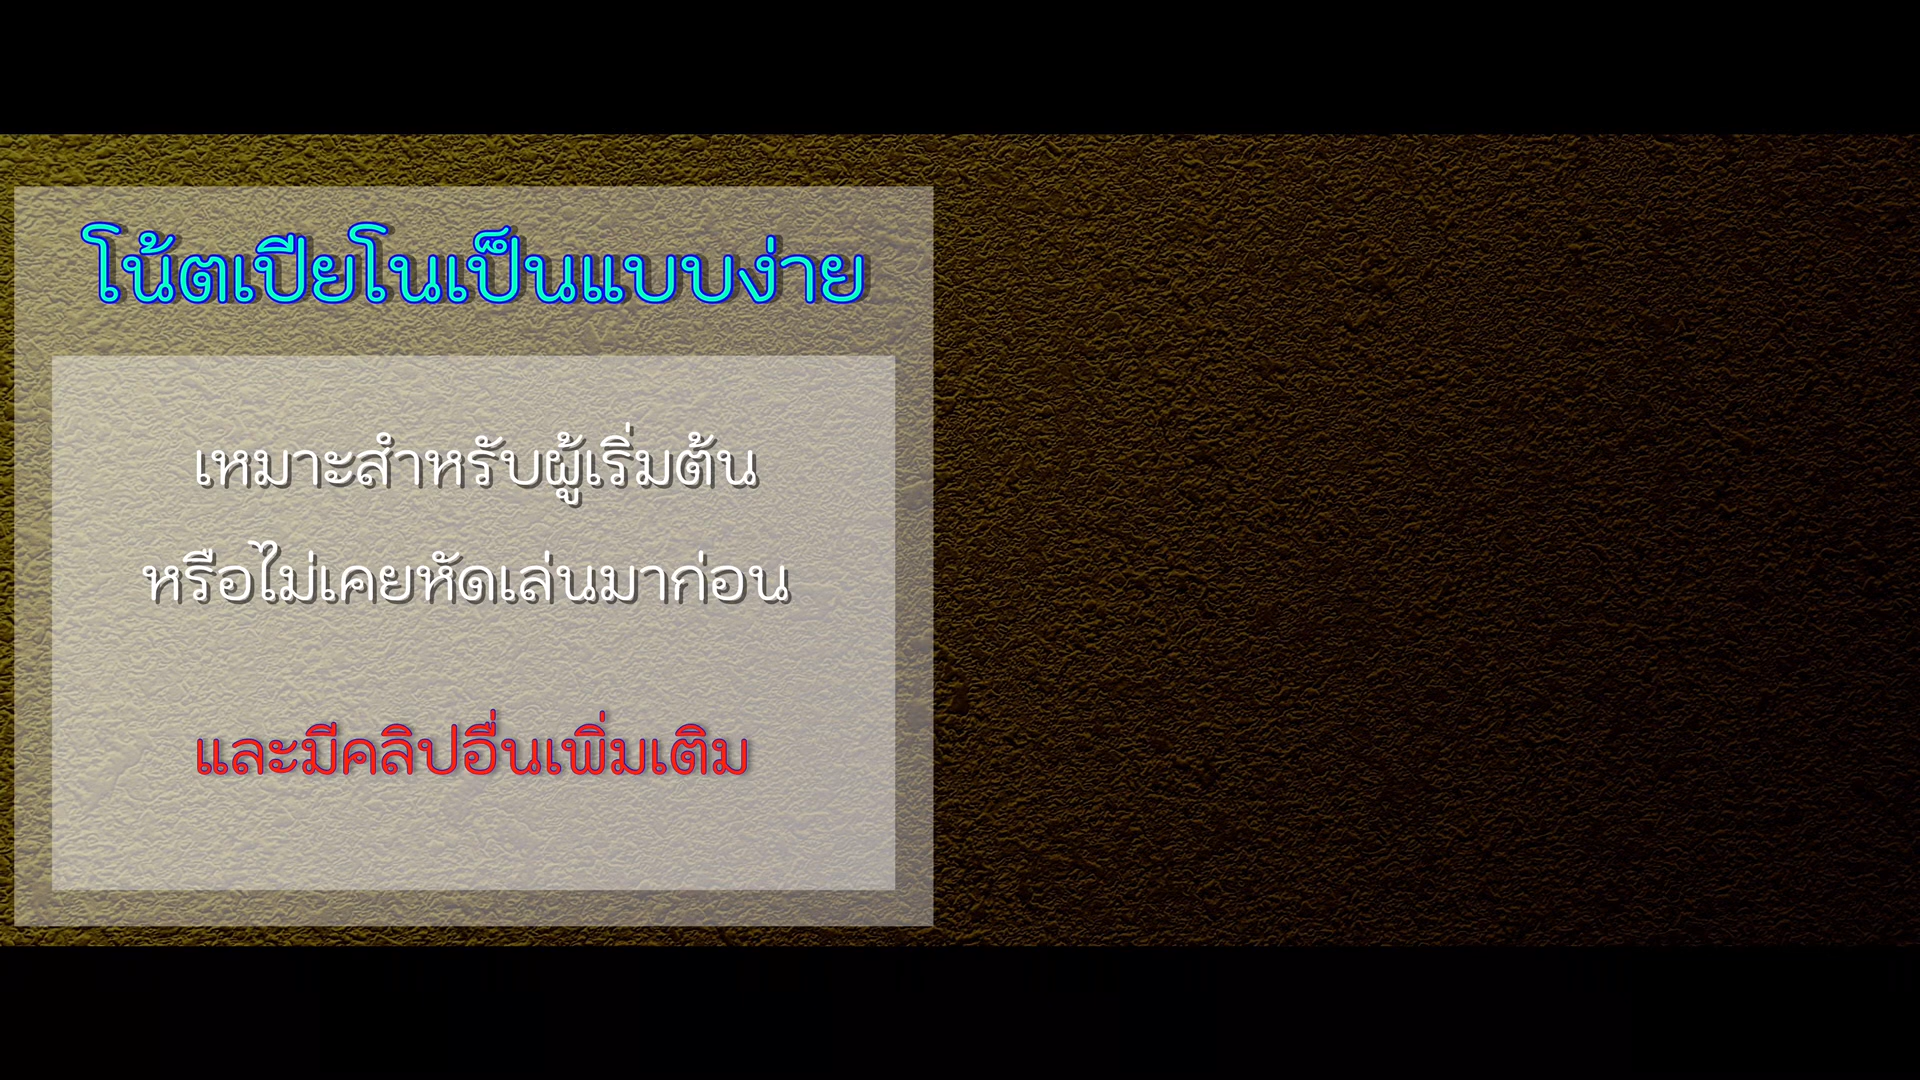 โน้ตเปียโนเป็นแบบง่าย
เหมาะสำหรับผู้เริ่มต้น
หรือไม่เคยหัดเล่นมาก่อน
และมีคลิปอื่นเพิ่มเติม